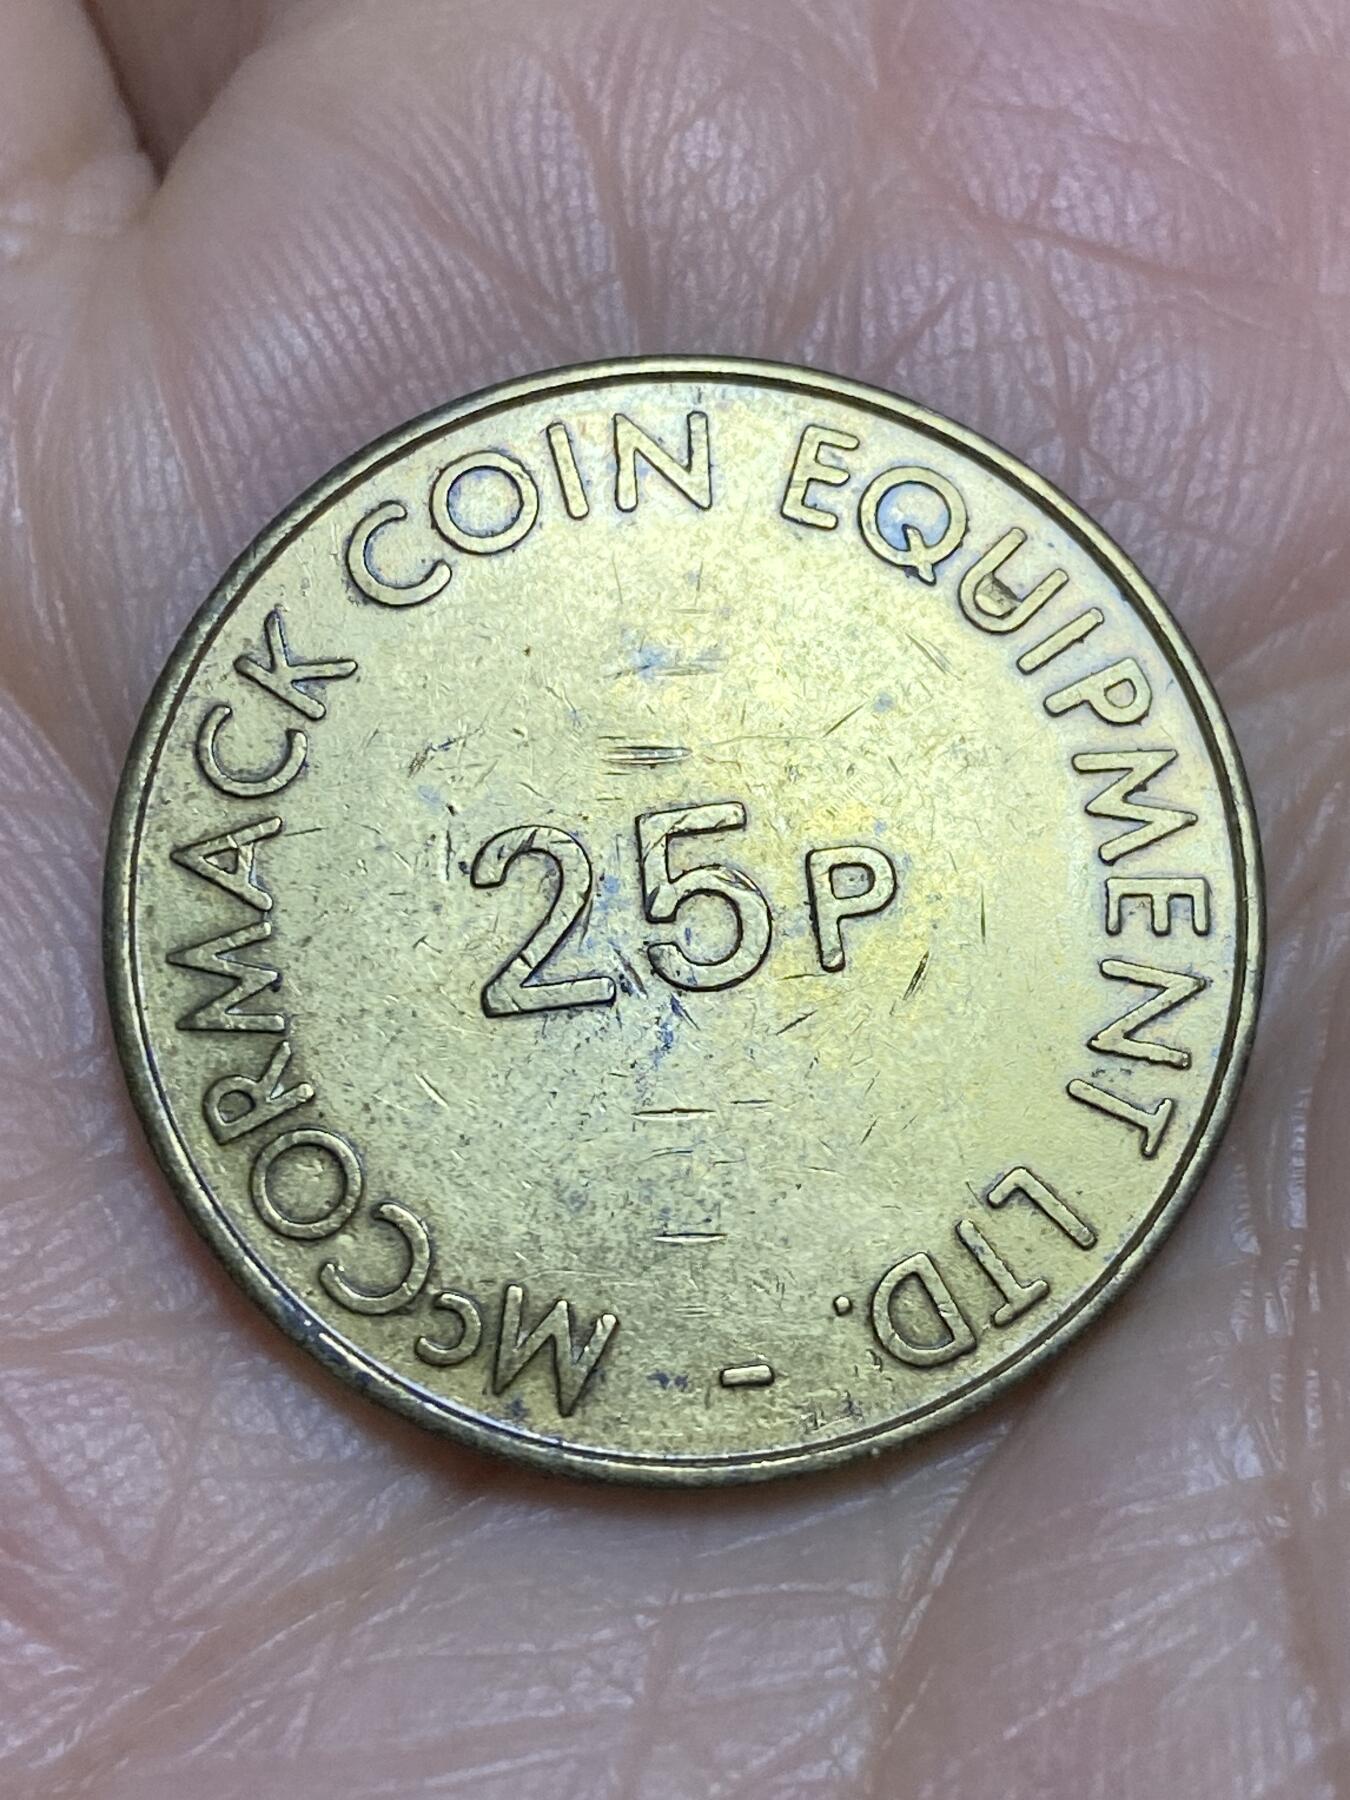 McCORMACK COIN EQUIPMENT LTD. -
25P